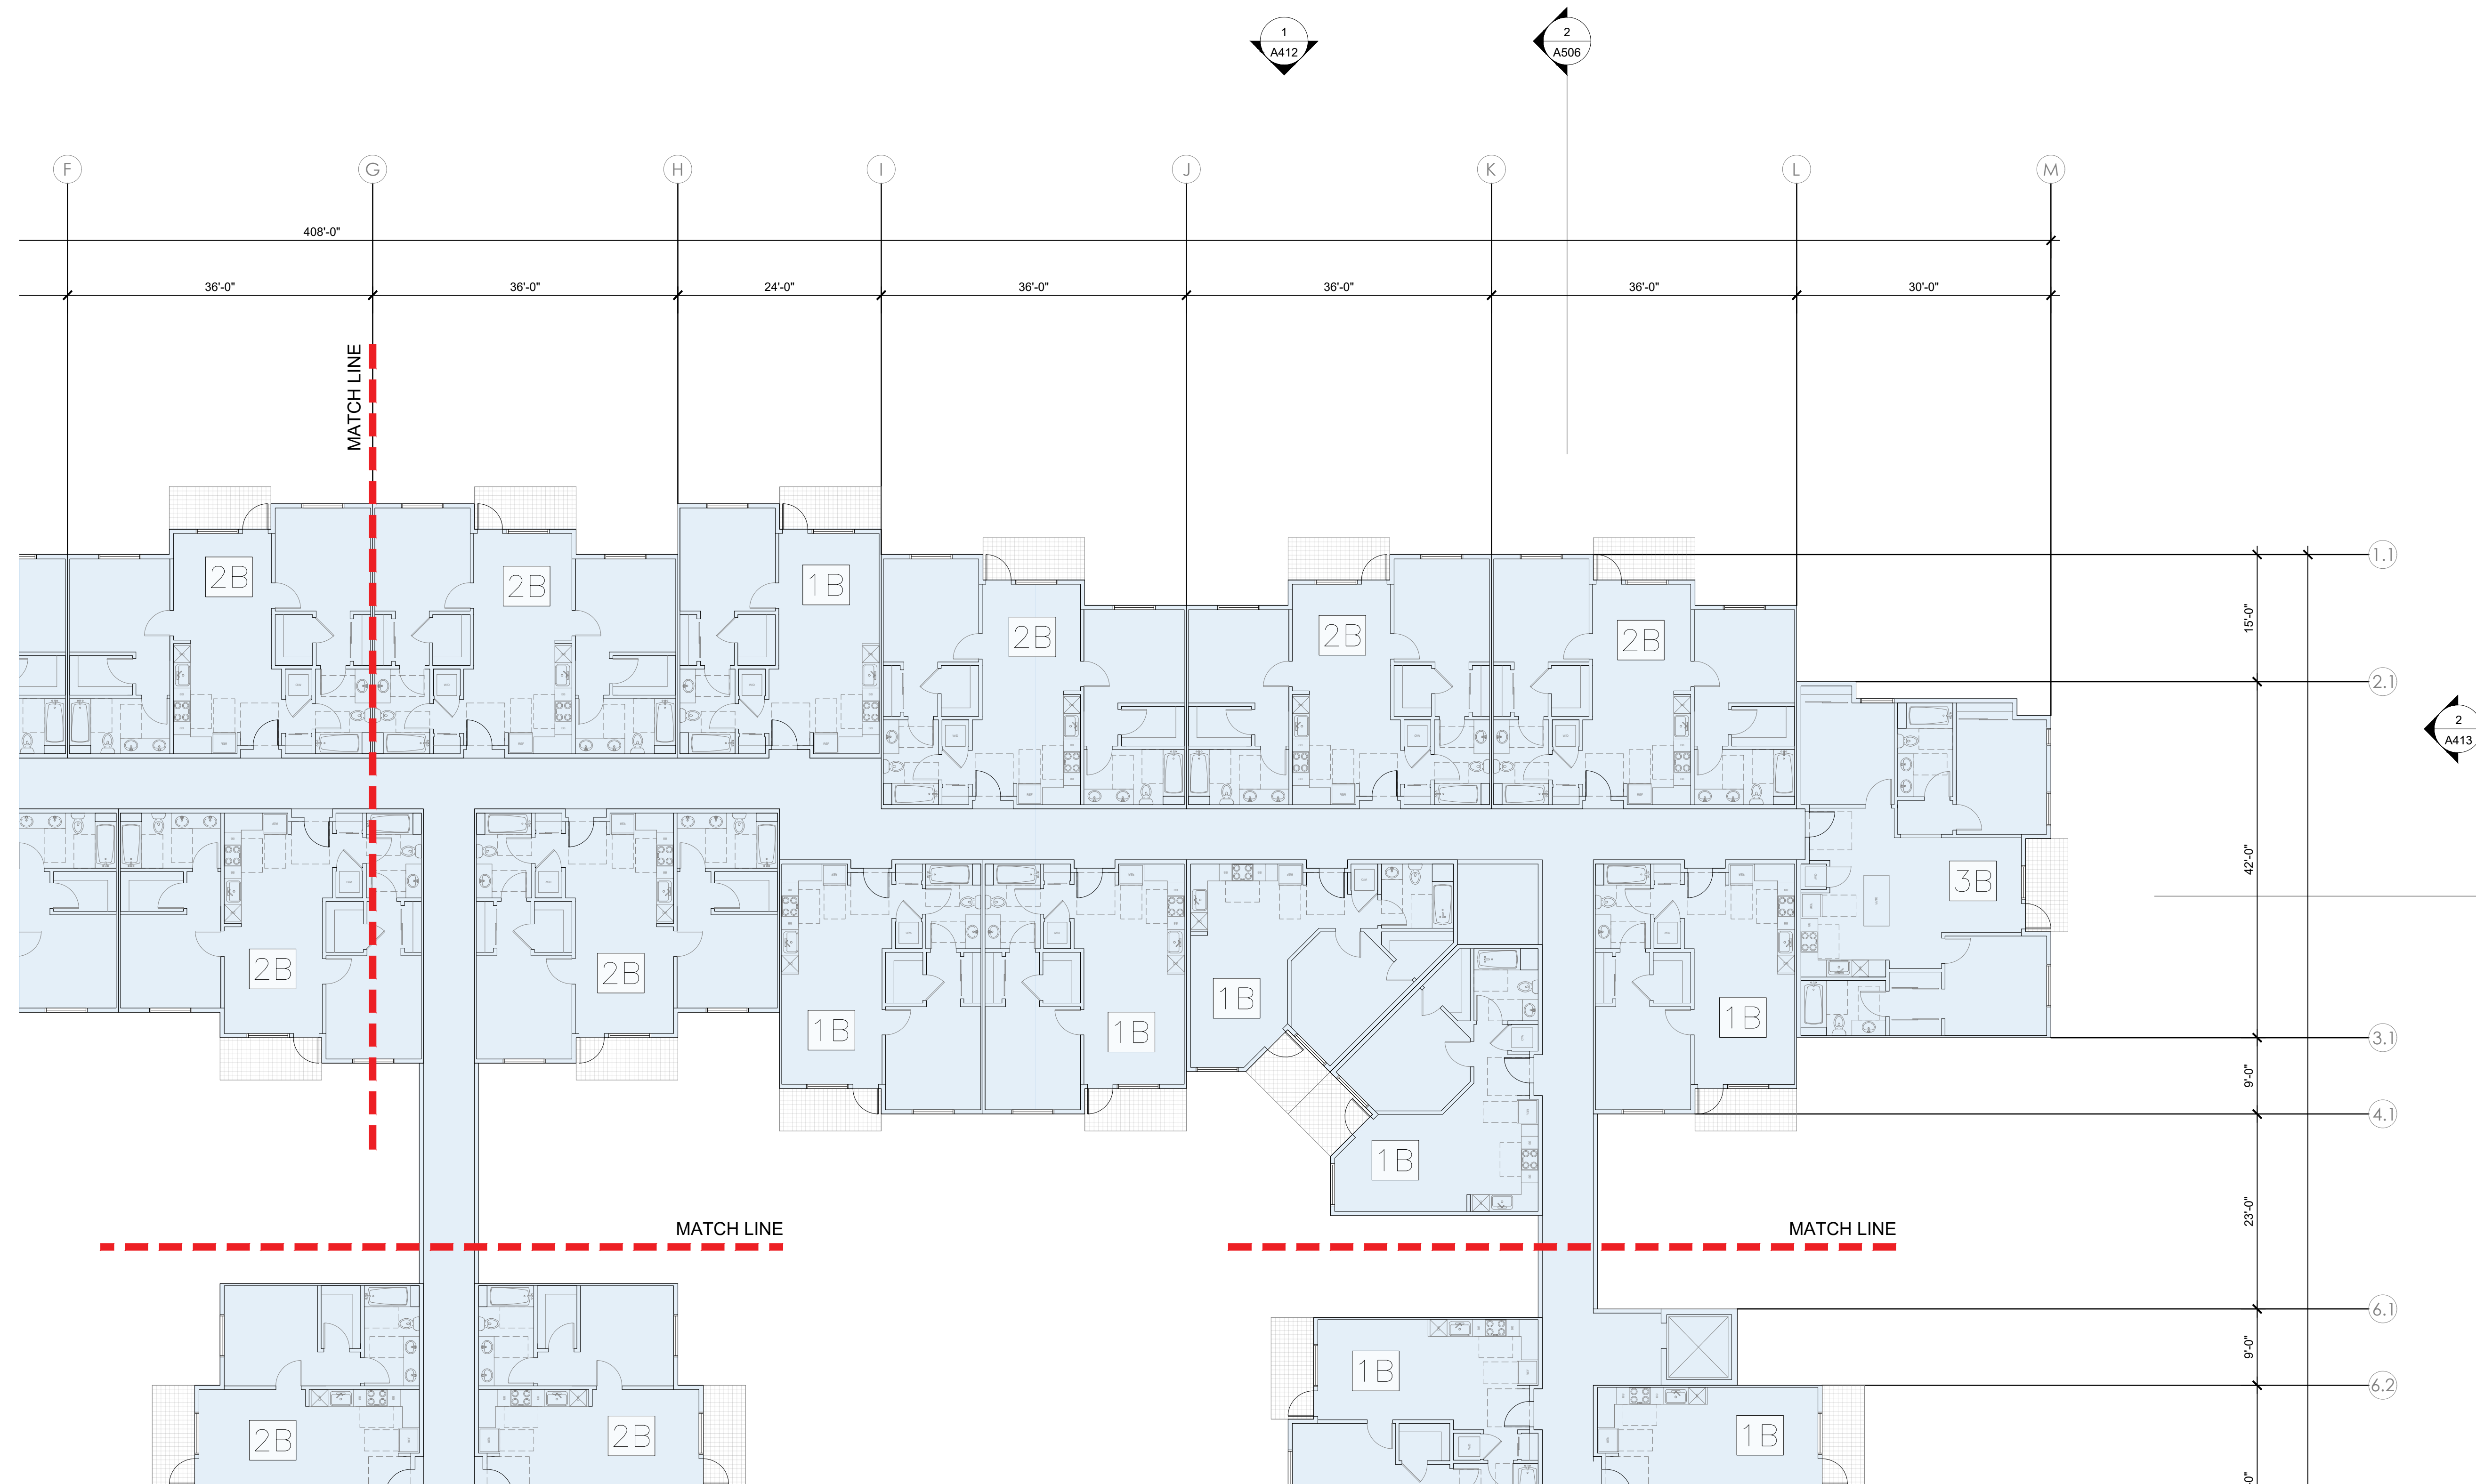 1
A412
2
A506
F
G
H
I
J
K
L
M
408'-0"
36'-0"
36'-0"
24'-0"
36'-0"
36'-0"
36'-0"
30'-0"
MATCH LINE
2B
2B
1B
2B
2B
2B
1.1
15'-0"
2.1
2
A413
42'-0"
3B
2B
2B
1B
1B
1B
1B
3.1
9'-0"
4.1
1B
23'-0"
MATCH LINE
MATCH LINE
6.1
9'-0"
1B
6.2
2B
2B
1B